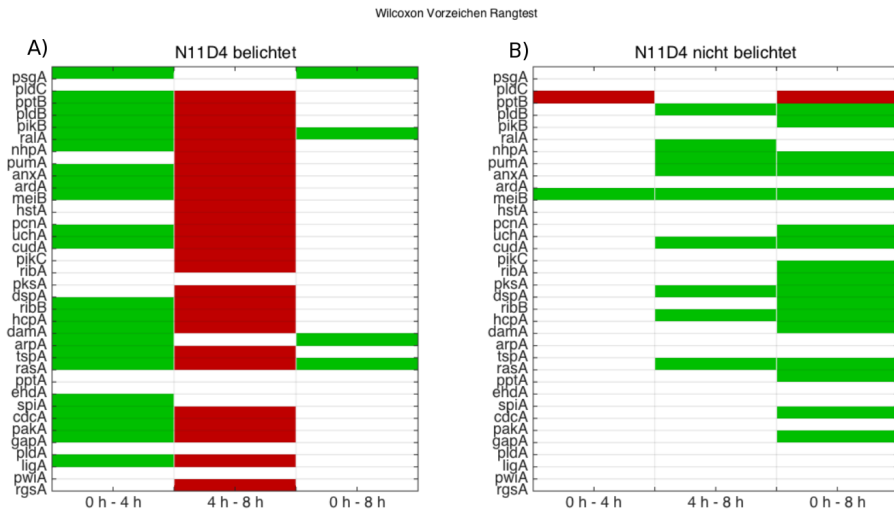 Wilcoxon Vorzeichen Rangtest
A)
N11D4 belichtet
psgA
pldC
pptB
pldB
pikB
ralA
nhpA
pumA
anxA
ardA
meiB
hstA
pcnA
uchA
cudA
pikC
ribA
pksA
dspA
ribB
hcpA
damA
arpA
tspA
rasA
pptA
endA
spiA
cdcA
pakA
gapA
pldA
ligA
pwiA
rgsA
0 h - 4 h
4 h - 8 h
0 h - 8 h
B)
N11D4 nicht belichtet
psgA
pldC
pptB
pldB
pikB
ralA
nhpA
pumA
anxA
ardA
meiB
hstA
pcnA
uchA
cudA
pikC
ribA
pksA
dspA
ribB
hcpA
damA
arpA
tspA
rasA
pptA
endA
spiA
cdcA
pakA
gapA
pldA
ligA
pwiA
rgsA
0 h - 4 h
4 h - 8 h
0 h - 8 h